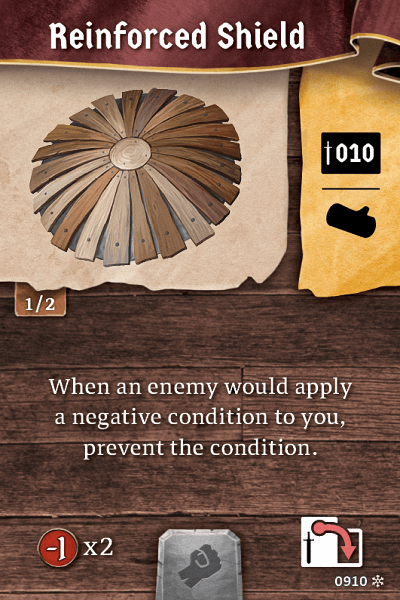 Reinforced Shield
010
1/2
When an enemy would apply
a negative condition to you,
prevent the condition.
-1 x2
0910